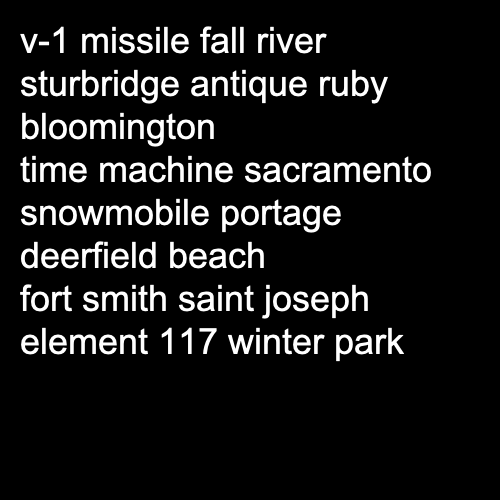 v-1 missile fall river
sturbridge antique ruby
bloomington
time machine sacramento
snowmobile portage
deerfield beach
fort smith saint joseph
element 117 winter park